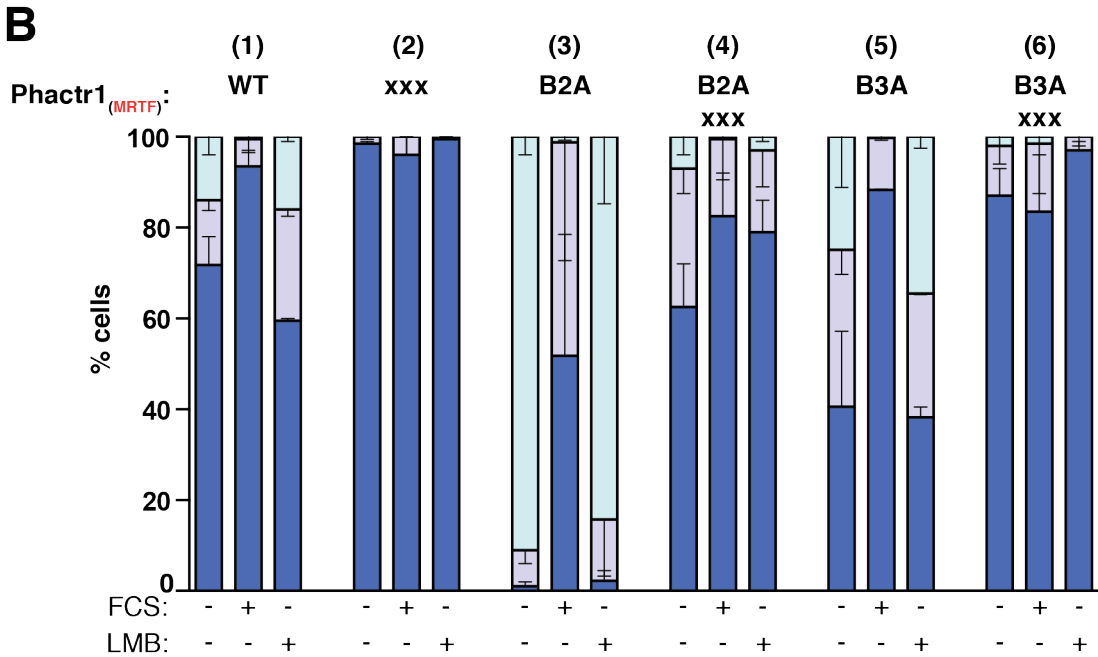 B
(1) (2) (3) (4) (5) (6)
Phactr1(MRTF): WT xxx B2A B2A B3A B3A
xxx xxx
100
80
60
40
20
0
% cells
FCS: - + - - + - - + - - + - - + - - + -
LMB: - - + - - + - - + - - + - - + - - +